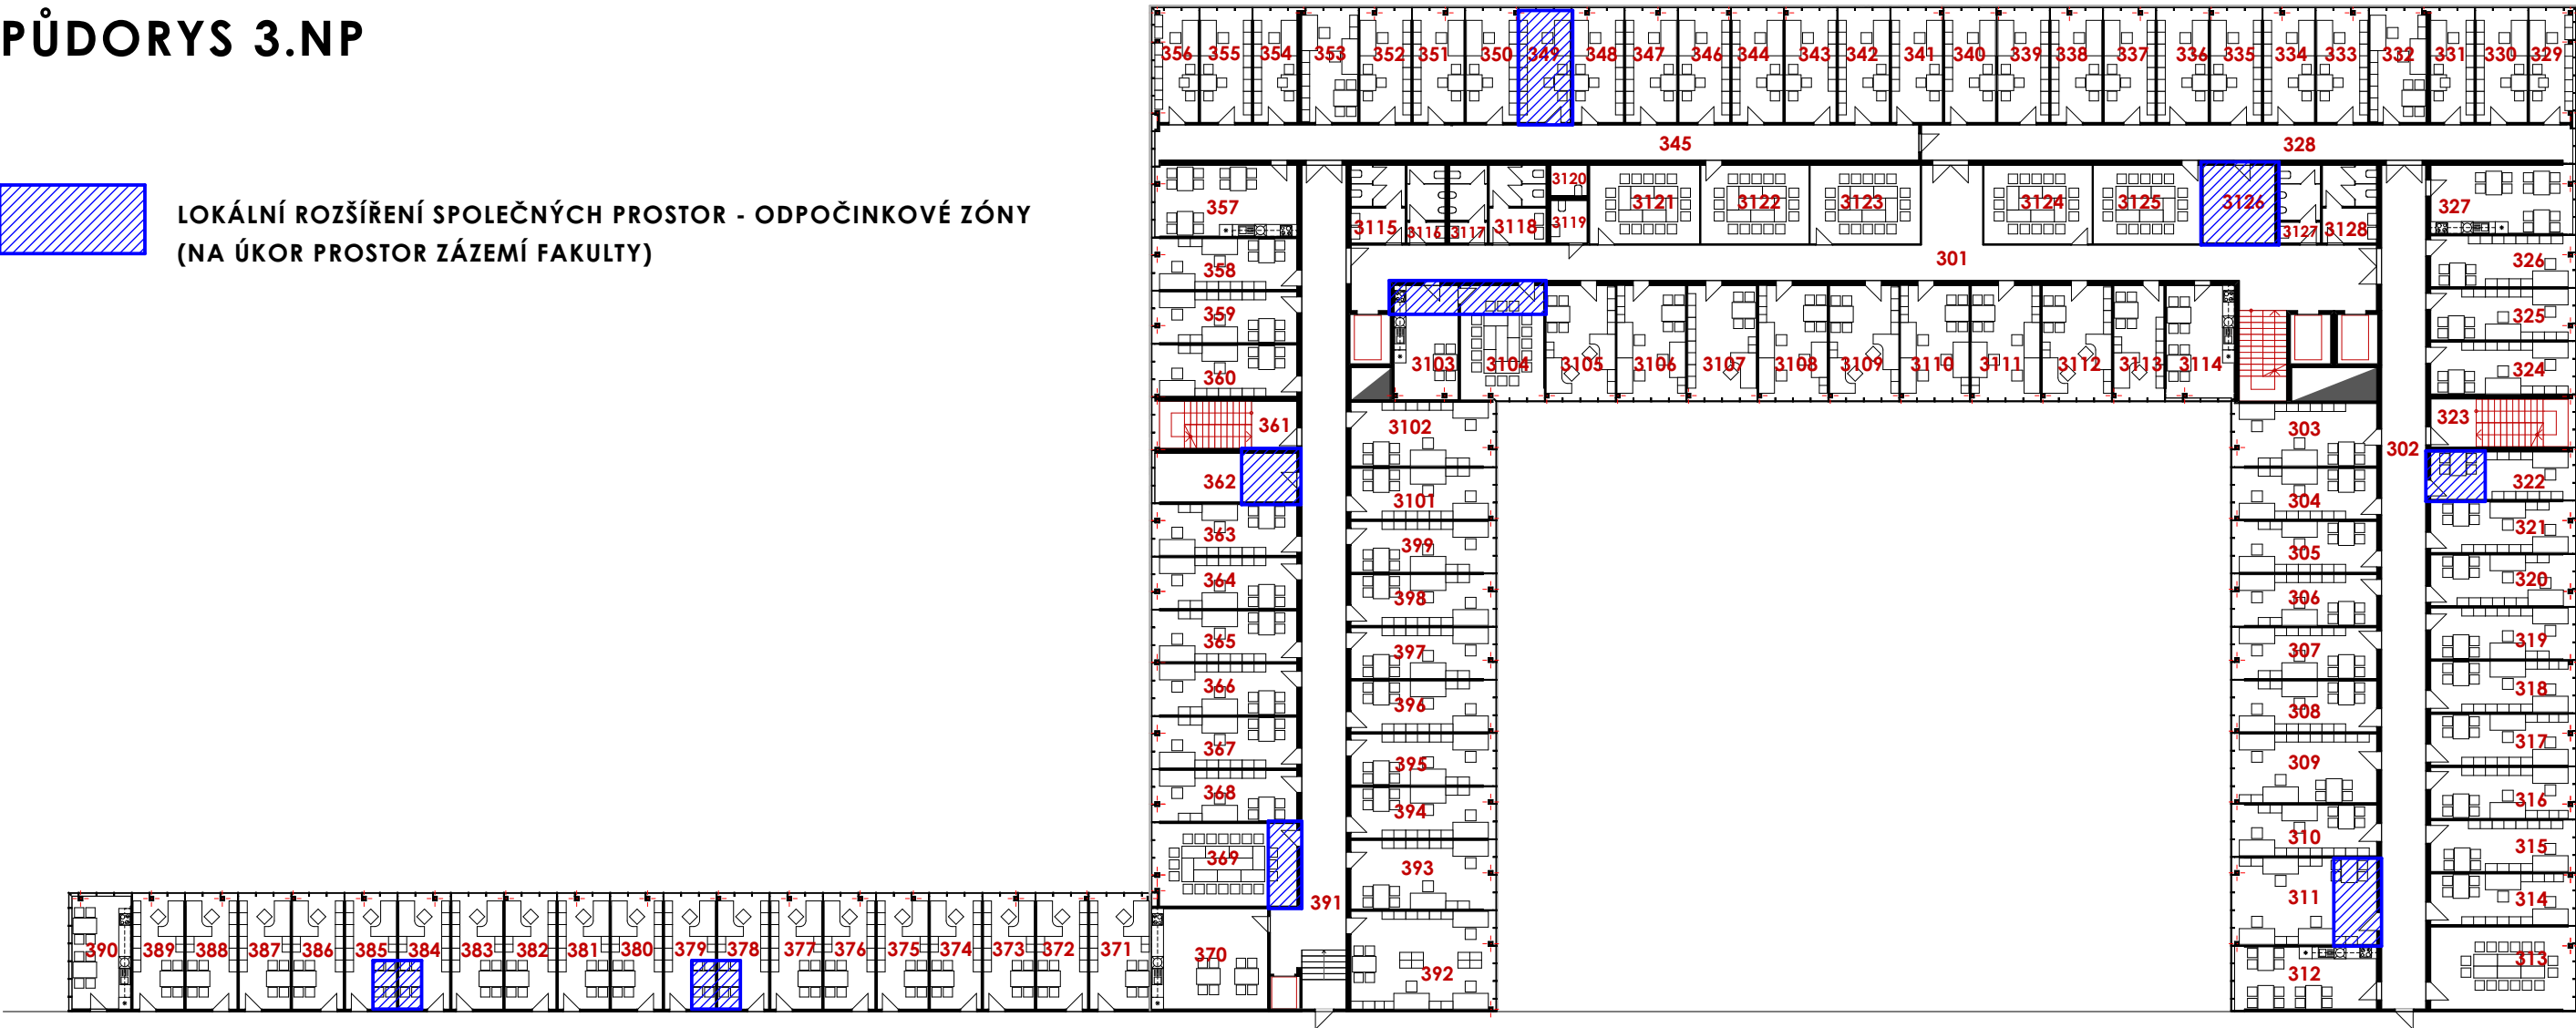 PŮDORYS 3.NP
LOKÁLNÍ ROZŠÍŘENÍ SPOLEČNÝCH PROSTOR - ODPOČINKOVÉ ZÓNY
(NA ÚKOR PROSTOR ZÁZEMÍ FAKULTY)
356 355 354 353 352 351 350 349 348 347 346 344 343 342 341 340 339 338 337 336 335 334 333 332 331 330 329
345 328
357 3115 3116 3117 3118 3120 3119 3121 3122 3123 3124 3125 3126 3127 3128 327
301
358 326
359 325
360 3103 3104 3105 3106 3107 3108 3109 3110 3111 3112 3113 3114 324
361 3102 303 302 323
362 3101 304 322
363 399 305 321
364 398 306 320
365 397 307 319
366 396 308 318
367 395 309 317
368 394 310 316
369 393 311 315
391 314
390 389 388 387 386 385 384 383 382 381 380 379 378 377 376 375 374 373 372 371 370 392 312 313